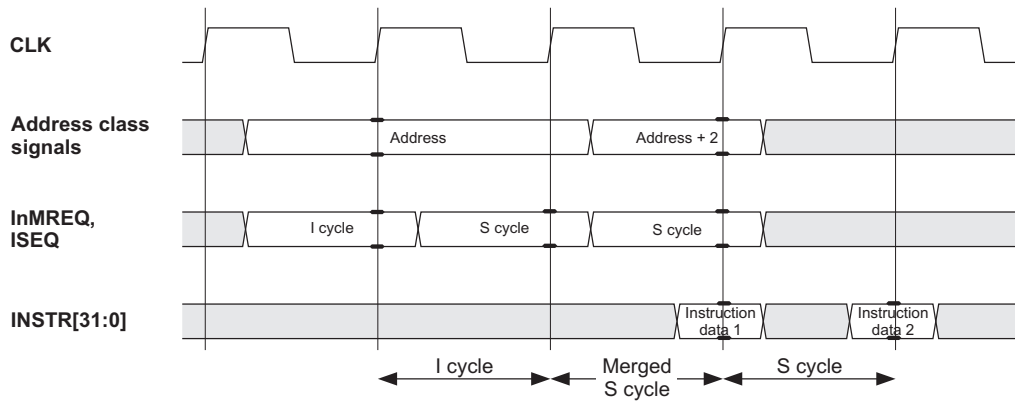 CLK
Address class
signals
Address
Address + 2
InMREQ,
ISEQ
I cycle
S cycle
S cycle
INSTR[31:0]
Instruction
data 1
Instruction
data 2
I cycle
Merged
S cycle
S cycle